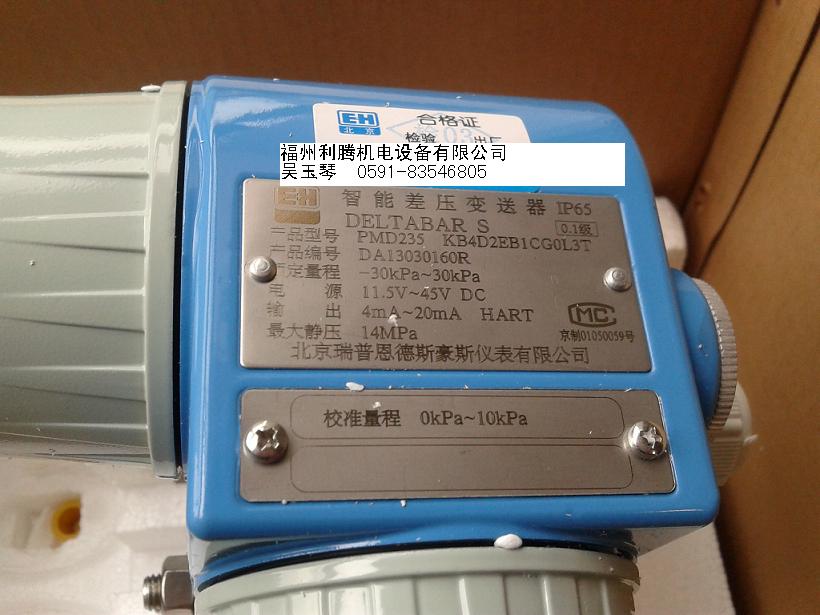 EH
北京
合格证
检验 03 出厂
福州利腾机电设备有限公司
吴玉琴 0591-83546805
EH
智能差压变送器 IP65
DELTABAR S 0.1级
产品型号 PMD235 KB4D2EB1CG0L3T
产品编号 DA13030160R
定量程 -30kPa~30kPa
电 源 11.5V~45V DC
输 出 4mA~20mA HART
MC
最大静压 14MPa
京制01050059号
北京瑞普恩德斯豪斯仪表有限公司
校准量程 0kPa~10kPa